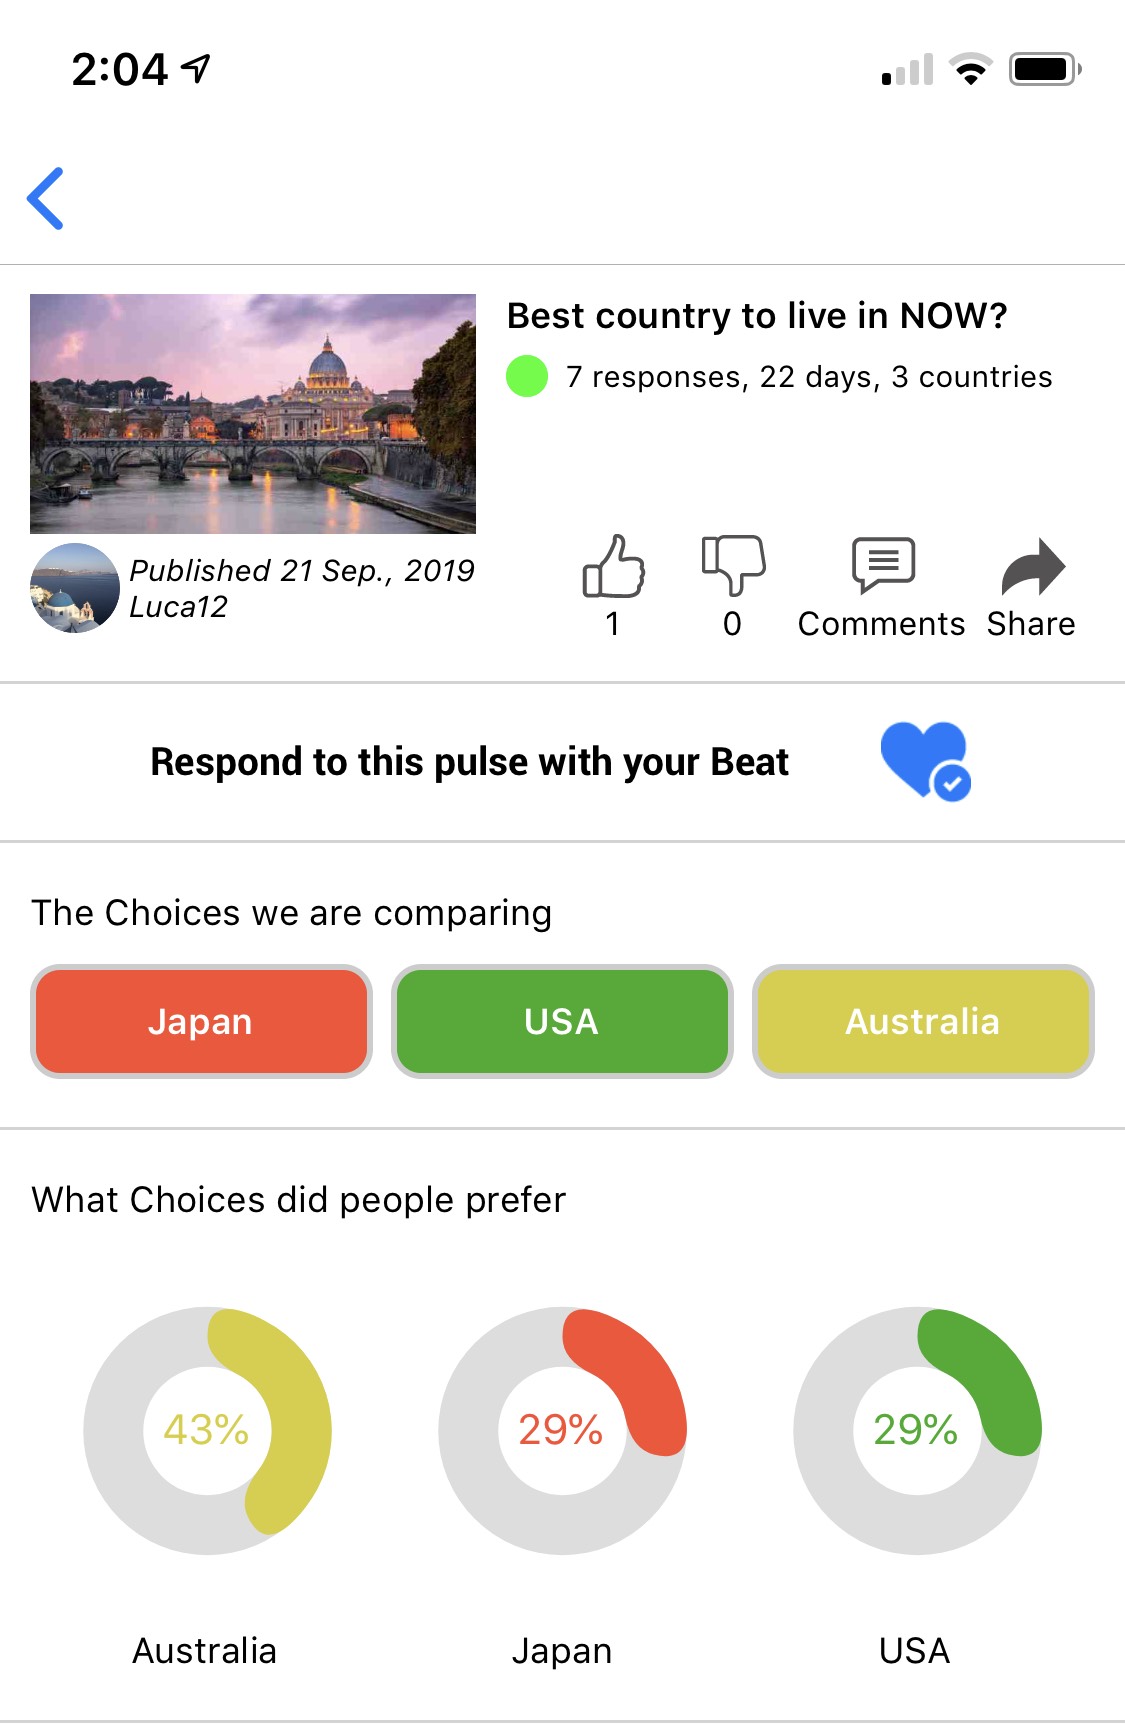 2:04
Best country to live in NOW?
7 responses, 22 days, 3 countries
Published 21 Sep., 2019
Luca12
1
0
Comments
Share
Respond to this pulse with your Beat
The Choices we are comparing
Japan
USA
Australia
What Choices did people prefer
43%
29%
29%
Australia
Japan
USA